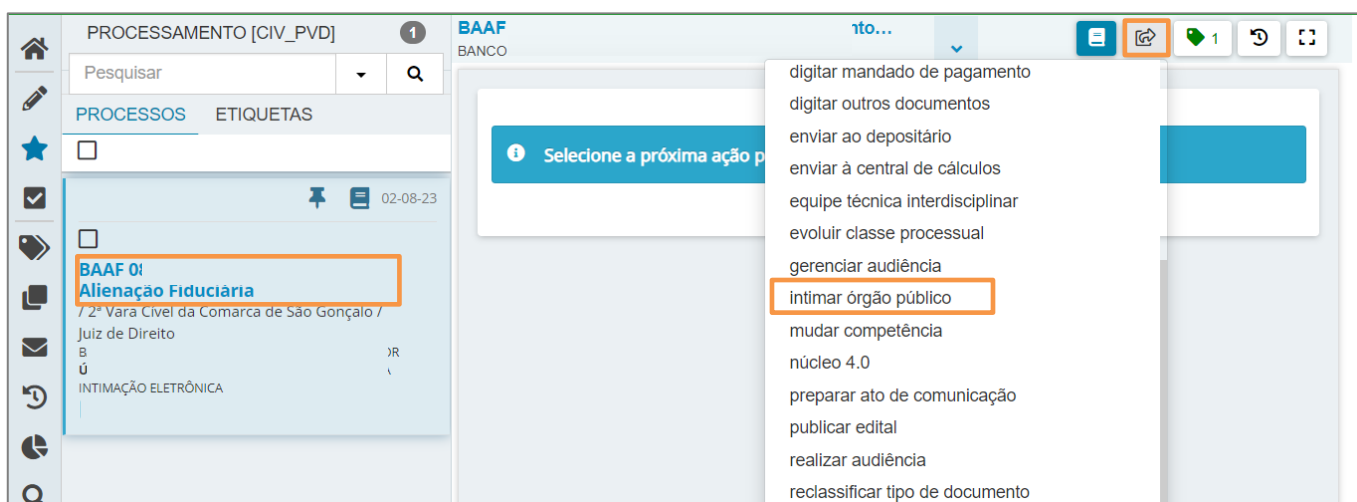 PROCESSAMENTO [CIV_PVD]
1
Pesquisar
PROCESSOS
ETIQUETAS
02-08-23
BAAF
Alienação Fiduciária
/ 2ª Vara Cível da Comarca de São Gonçalo /
Juiz de Direito
INTIMAÇÃO ELETRÔNICA
BAAF
BANCO
1
Selecione a próxima ação
digitar mandado de pagamento
digitar outros documentos
enviar ao depositário
enviar à central de cálculos
equipe técnica interdisciplinar
evoluir classe processual
gerenciar audiência
intimar órgão público
mudar competência
núcleo 4.0
preparar ato de comunicação
publicar edital
realizar audiência
reclassificar tipo de documento